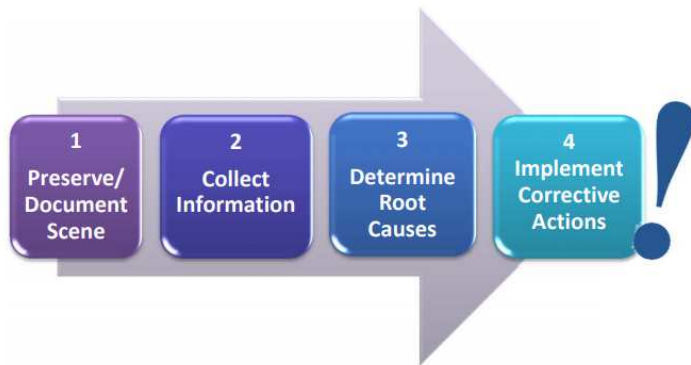 1
Preserve/
Document
Scene
2
Collect
Information
3
Determine
Root
Causes
4
Implement
Corrective
Actions
!